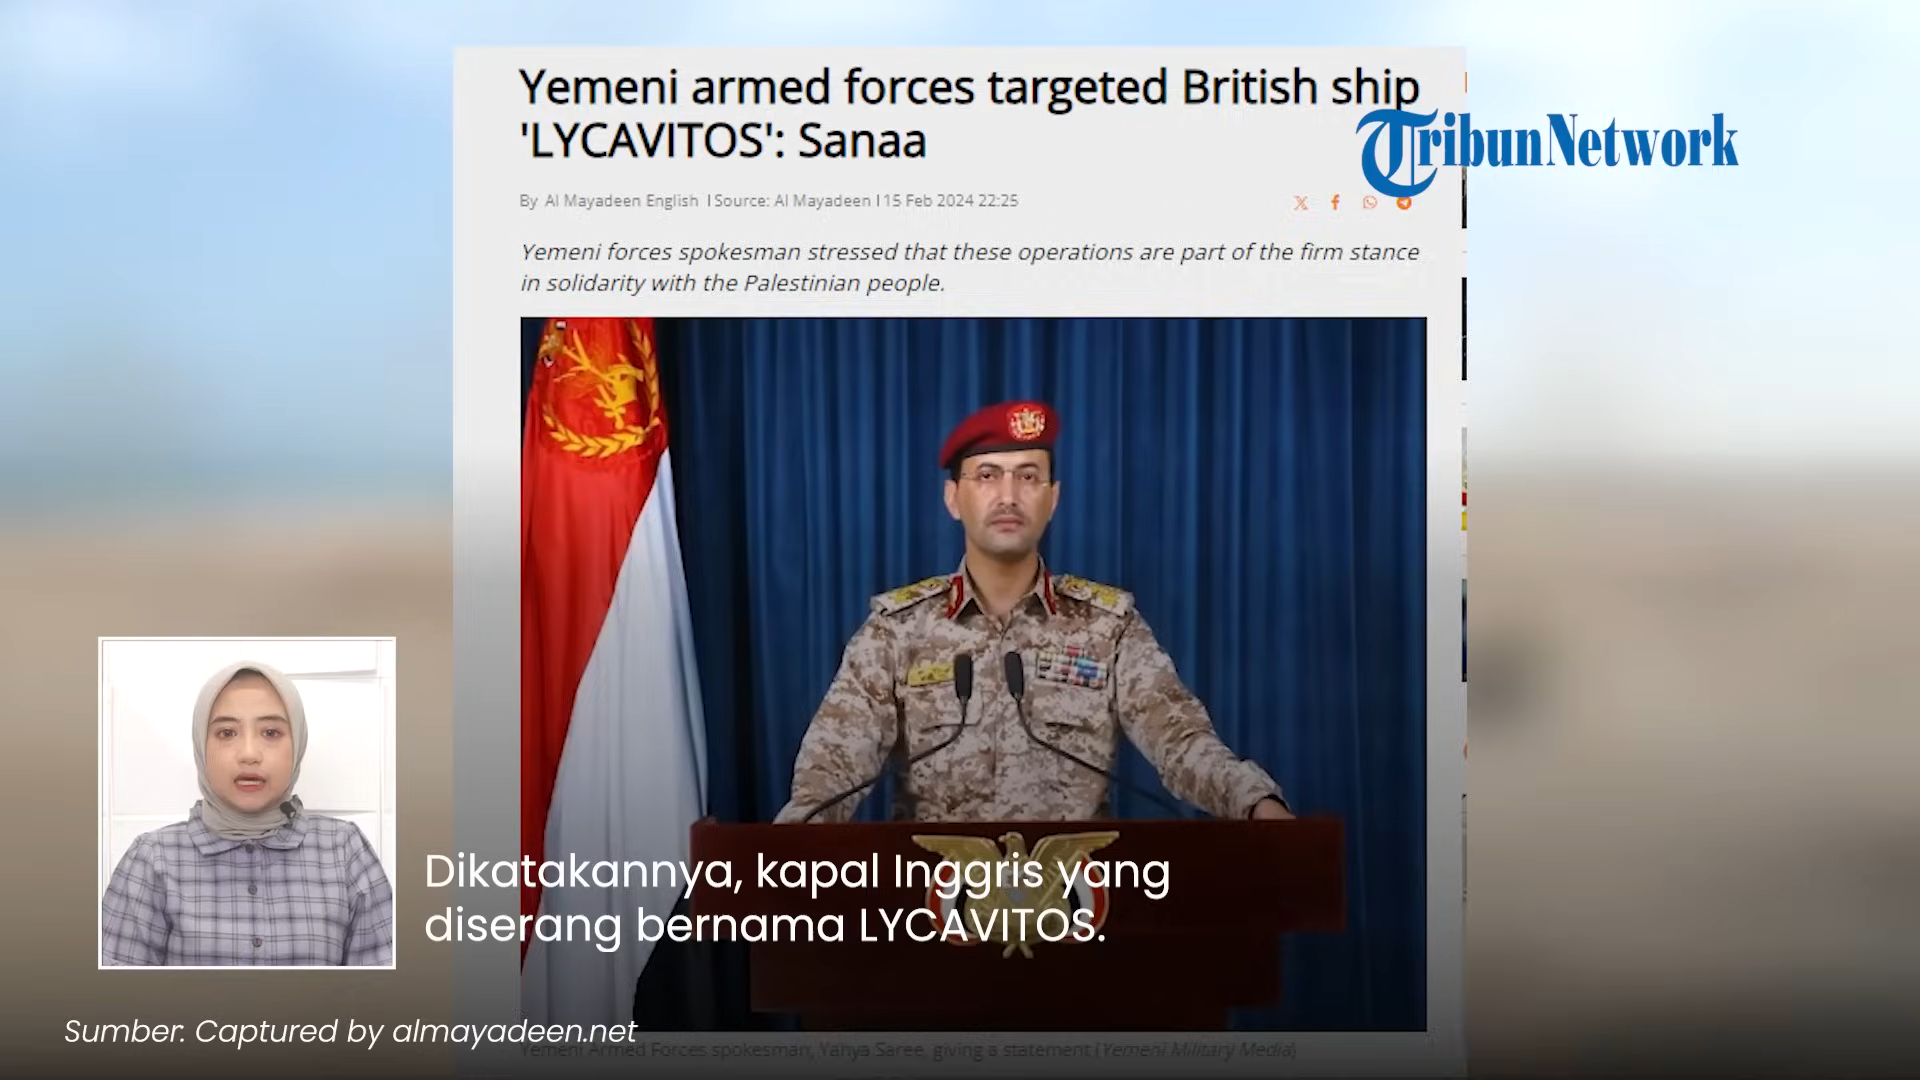 Yemeni armed forces targeted British ship
'LYCAVITOS': Sanaa
TribunNetwork
By Al Mayadeen English | Source: Al Mayadeen | 15 Feb 2024 22:25
Yemeni forces spokesman stressed that these operations are part of the firm stance
in solidarity with the Palestinian people.
Dikatakannya, kapal Inggris yang
diserang bernama LYCAVITOS.
Sumber: Captured by almayadeen.net
Yemeni Armed Forces spokesman, Yahya Saree, giving a statement (Yemeni Military Media)